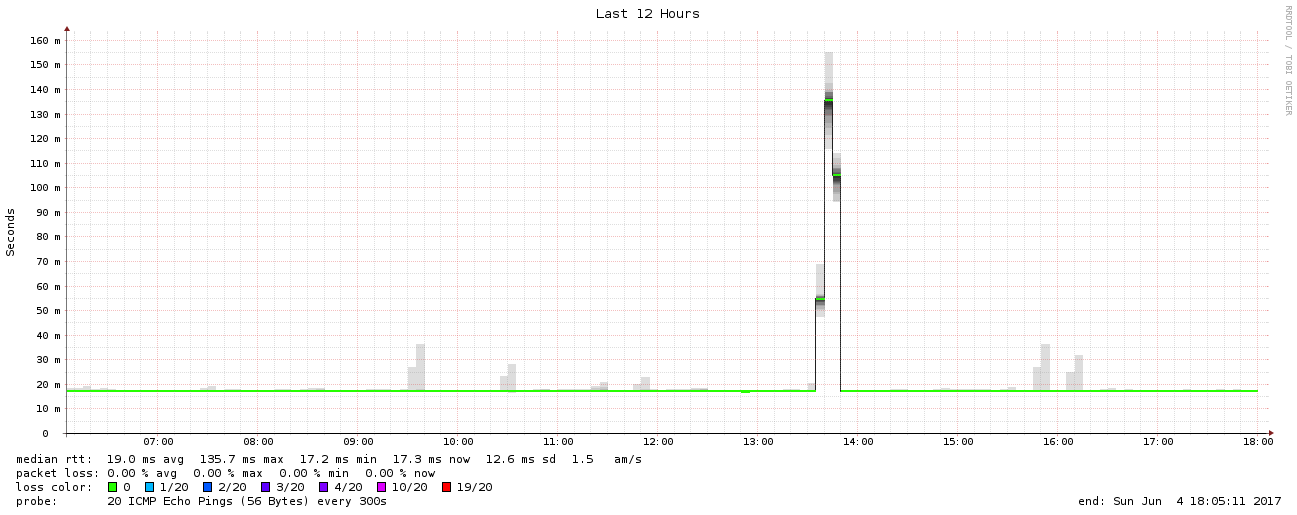 Last 12 Hours
RRDTOOL / TOBI OETIKER
160 m
150 m
140 m
130 m
120 m
110 m
100 m
90 m
80 m
70 m
60 m
50 m
40 m
30 m
20 m
10 m
0
Seconds
07:00 08:00 09:00 10:00 11:00 12:00 13:00 14:00 15:00 16:00 17:00 18:00
median rtt: 19.0 ms avg 135.7 ms max 17.2 ms min 17.3 ms now 12.6 ms sd 1.5 am/s
packet loss: 0.00 % avg 0.00 % max 0.00 % min 0.00 % now
loss color: 0 1/20 2/20 3/20 4/20 10/20 19/20
probe: 20 ICMP Echo Pings (56 Bytes) every 300s end: Sun Jun 4 18:05:11 2017